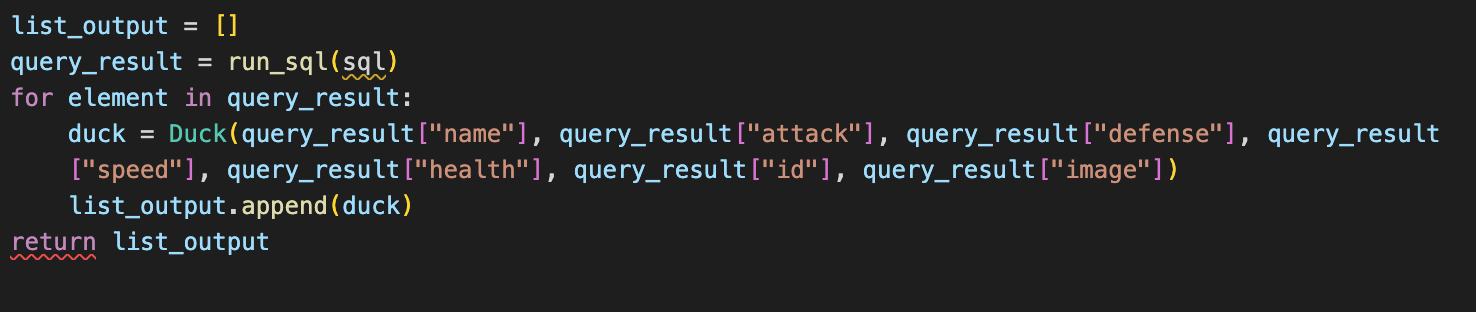 list_output = []
query_result = run_sql(sql)
for element in query_result:
    duck = Duck(query_result["name"], query_result["attack"], query_result["defense"], query_result
    ["speed"], query_result["health"], query_result["id"], query_result["image"])
    list_output.append(duck)
return list_output